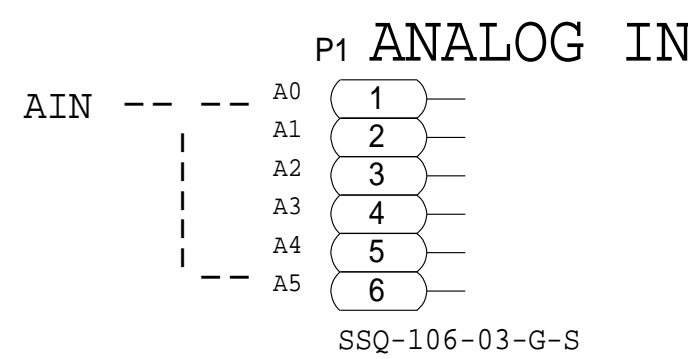 P1 ANALOG IN
AIN -- -- A0 1
A1 2
A2 3
A3 4
A4 5
A5 6
SSQ-106-03-G-S